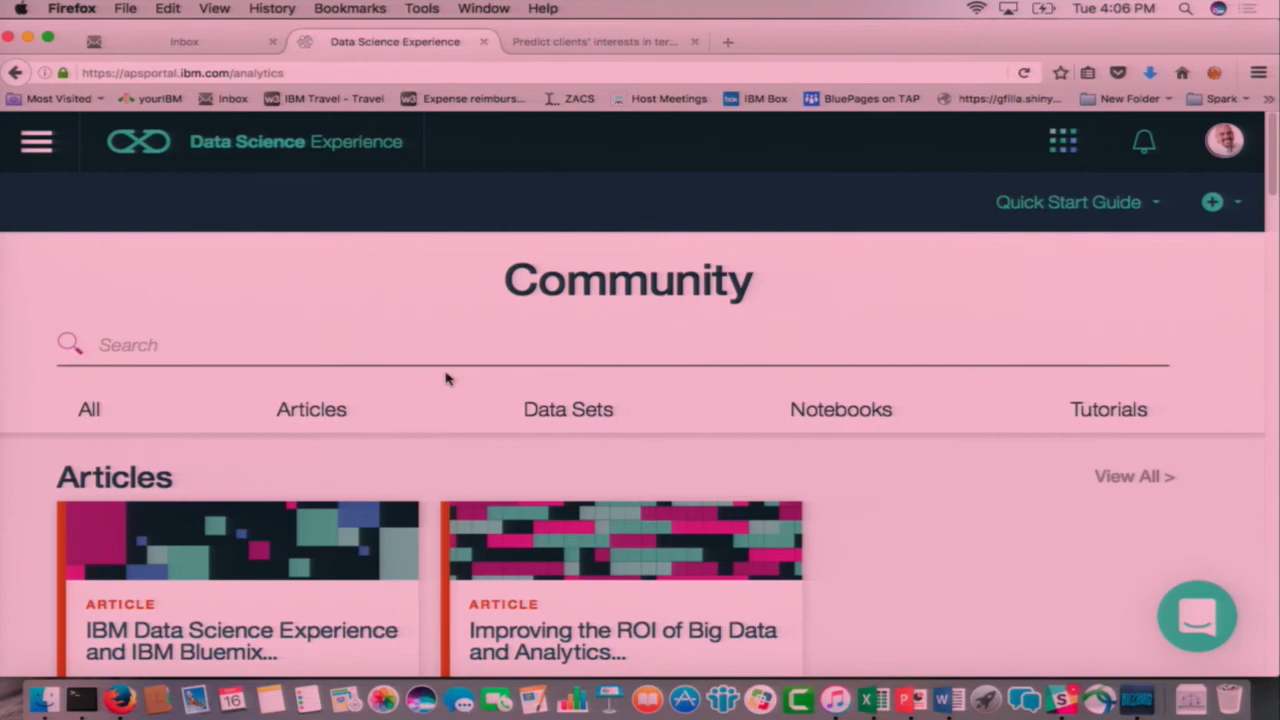 Firefox File Edit View History Bookmarks Tools Window Help Tue 4:06 PM
Inbox Data Science Experience Predict clients' interests in ter...
https://apsportal.ibm.com/analytics
Most Visited yourIBM Inbox w3 IBM Travel - Travel w3 Expense reimburs... ZACS Host Meetings box IBM Box BluePages on TAP https://gfilla.shiny... New Folder Spark
Data Science Experience
Quick Start Guide
Community
Search
All Articles Data Sets Notebooks Tutorials
Articles View All >
ARTICLE ARTICLE
IBM Data Science Experience Improving the ROI of Big Data
and IBM Bluemix... and Analytics...
16